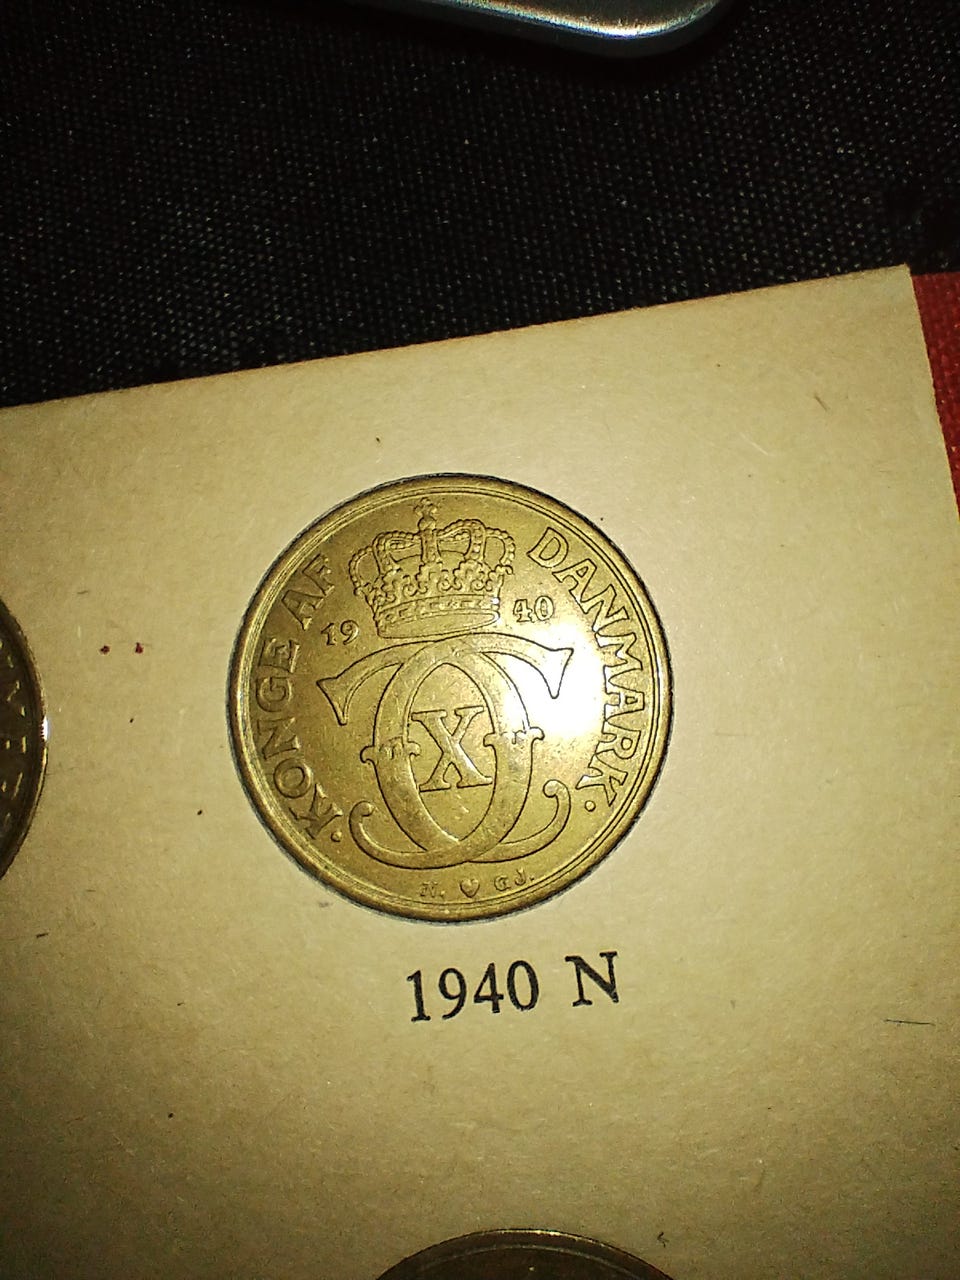 · KONGE AF DANMARK ·
19 40
X
N. ♥ GJ.
1940 N